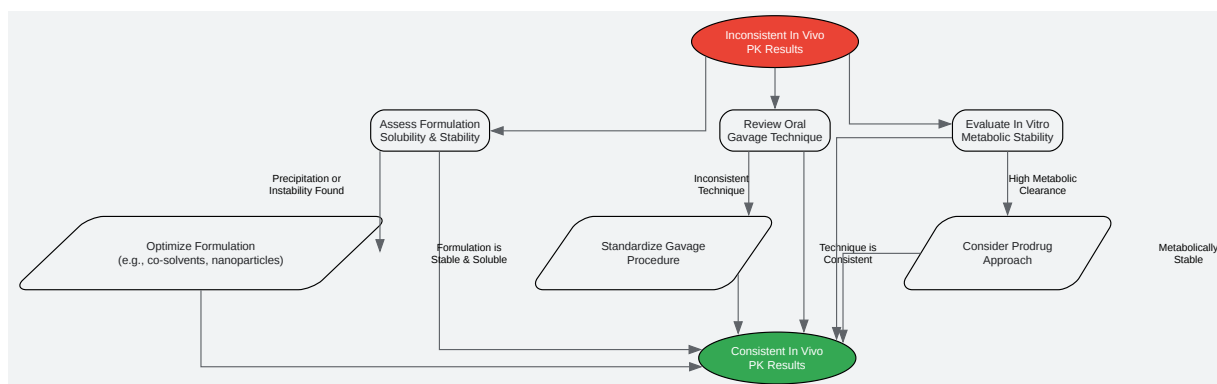 Inconsistent In Vivo
PK Results
Assess Formulation
Solubility & Stability
Review Oral
Gavage Technique
Evaluate In Vitro
Metabolic Stability
Precipitation or
Instability Found
Inconsistent
Technique
High Metabolic
Clearance
Optimize Formulation
(e.g., co-solvents, nanoparticles)
Formulation is
Stable & Soluble
Standardize Gavage
Procedure
Technique is
Consistent
Consider Prodrug
Approach
Metabolically
Stable
Consistent In Vivo
PK Results